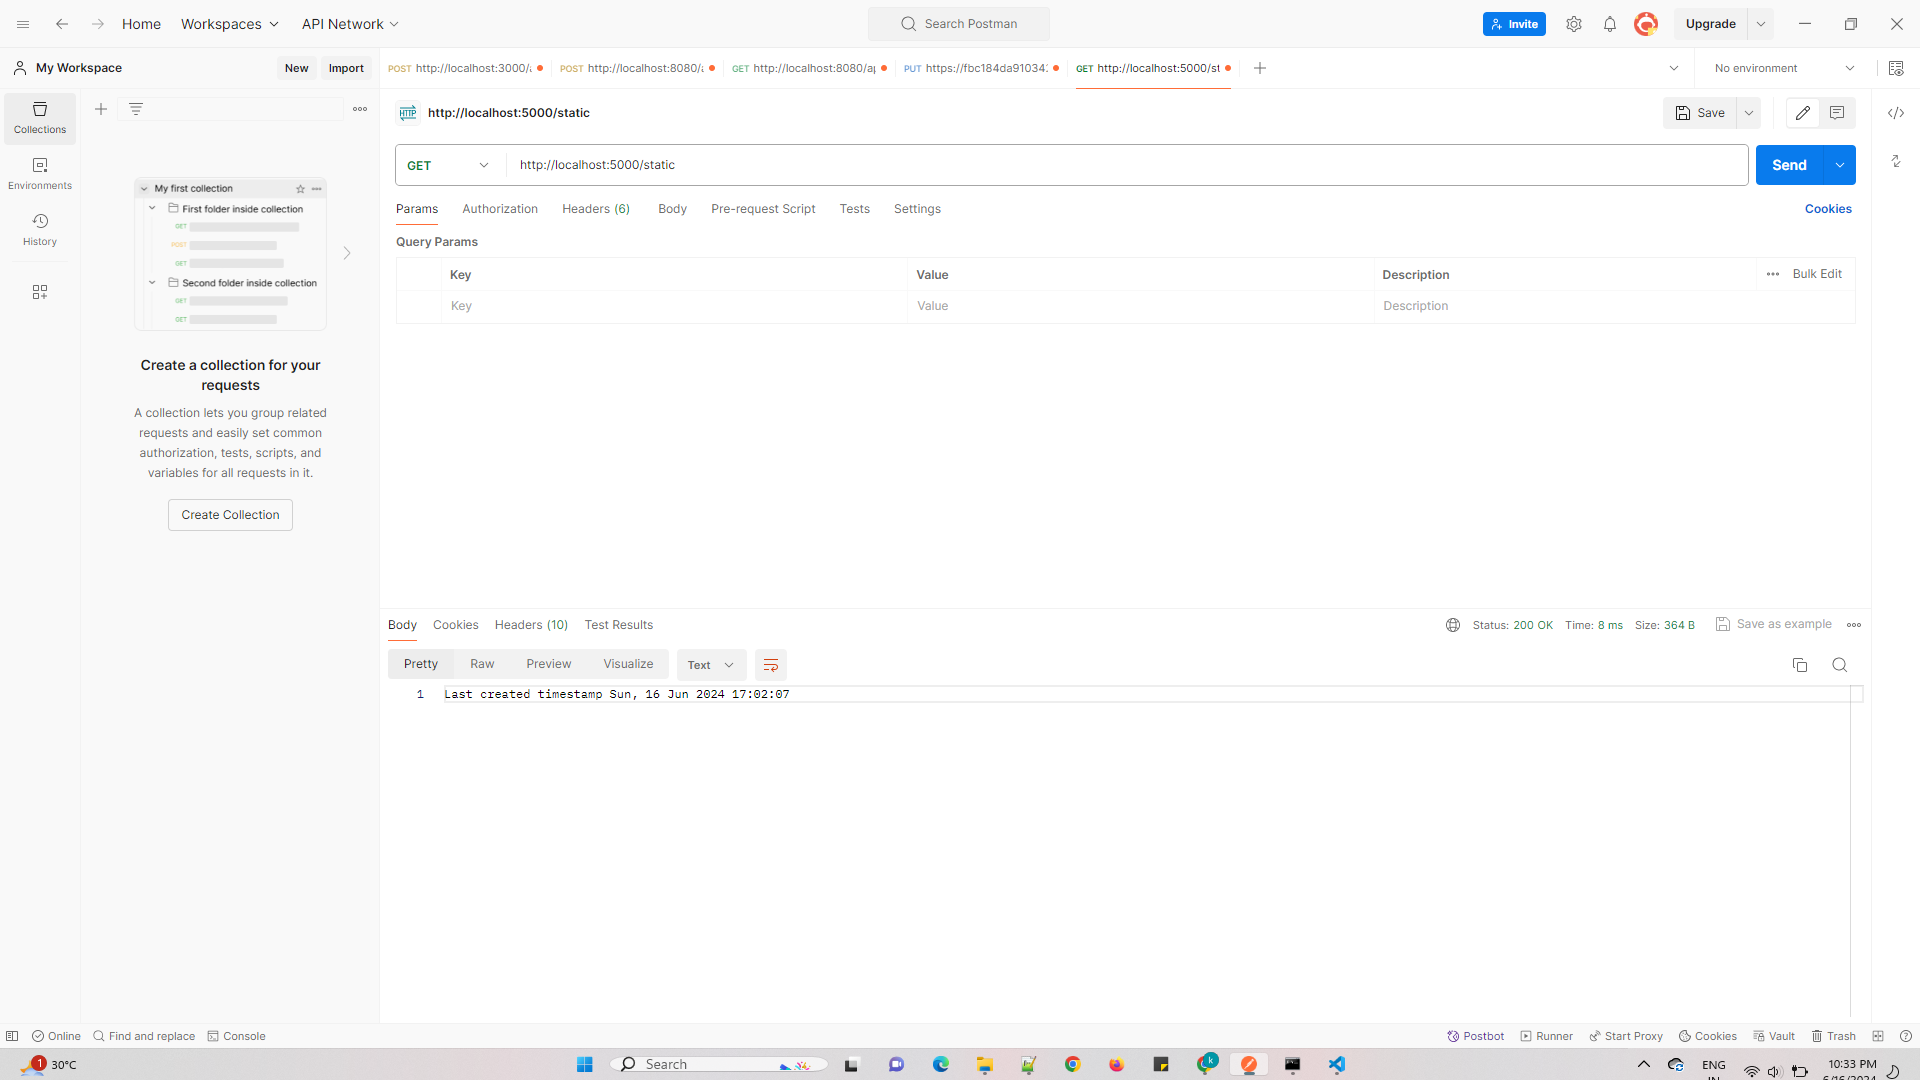 Home
Workspaces
API Network
Search Postman
Invite
Upgrade
My Workspace
New
Import
POST http://localhost:3000/
POST http://localhost:8080/
GET http://localhost:8080/a
PUT https://fbc184da91034
GET http://localhost:5000/st
No environment
Collections
Environments
History
My first collection
First folder inside collection
GET
POST
GET
Second folder inside collection
GET
GET
Create a collection for your
requests
A collection lets you group related
requests and easily set common
authorization, tests, scripts, and
variables for all requests in it.
Create Collection
HTTP http://localhost:5000/static
Save
GET
http://localhost:5000/static
Send
Params
Authorization
Headers (6)
Body
Pre-request Script
Tests
Settings
Cookies
Query Params
Key Value Description Bulk Edit
Key Value Description
Body
Cookies
Headers (10)
Test Results
Status: 200 OK Time: 8 ms Size: 364 B
Save as example
Pretty
Raw
Preview
Visualize
Text
1 Last created timestamp Sun, 16 Jun 2024 17:02:07
Online
Find and replace
Console
Postbot
Runner
Start Proxy
Cookies
Vault
Trash
1
30°C
Search
k
ENG
IN
10:33 PM
6/16/2024